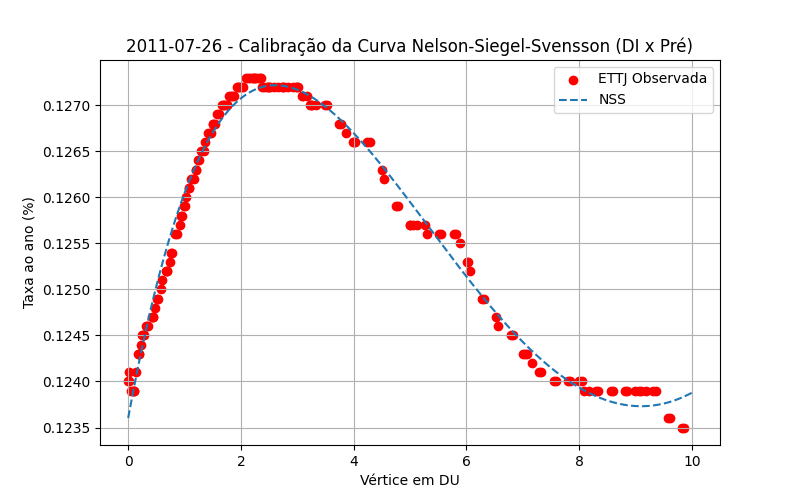 2011-07-26 - Calibração da Curva Nelson-Siegel-Svensson (DI x Pré)
ETTJ Observada
NSS
Taxa ao ano (%)
0.1270
0.1265
0.1260
0.1255
0.1250
0.1245
0.1240
0.1235
0 2 4 6 8 10
Vértice em DU